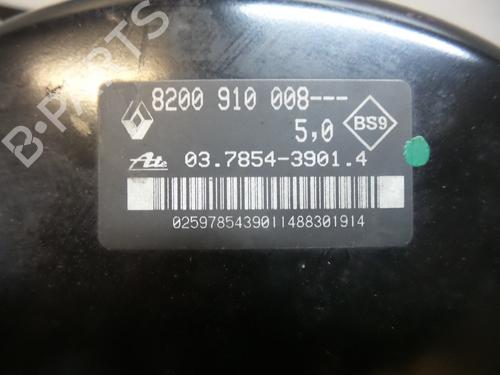 B-PARTS
8200 910 008---
5,0
BS9
Ate 03.7854-3901.4
02597854390114883019​14